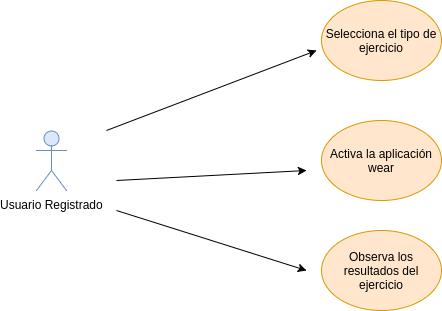 Selecciona el tipo de
ejercicio
Activa la aplicación
wear
Usuario Registrado
Observa los
resultados del
ejercicio